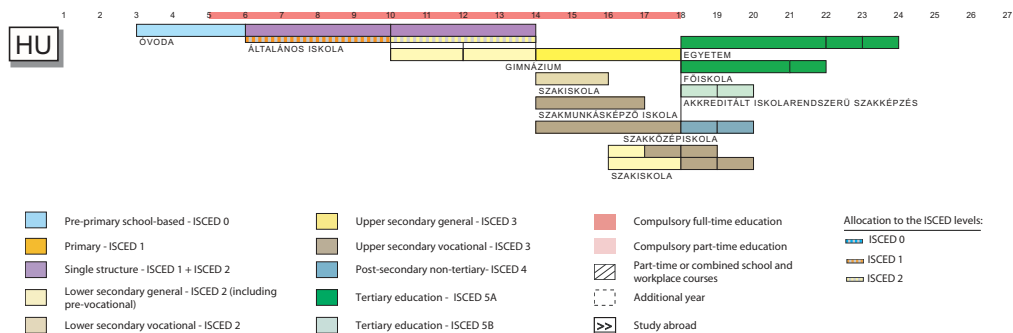 1 2 3 4 5 6 7 8 9 10 11 12 13 14 15 16 17 18 19 20 21 22 23 24 25 26 27
HU
ÓVODA
ÁLTALÁNOS ISKOLA
EGYETEM
GIMNÁZIUM
FŐISKOLA
SZAKISKOLA
AKKREDITÁLT ISKOLARENDSZERŰ SZAKKÉPZÉS
SZAKMUNKÁSKÉPZŐ ISKOLA
SZAKKÖZÉPISKOLA
SZAKISKOLA
Pre-primary school-based - ISCED 0
Primary - ISCED 1
Single structure - ISCED 1 + ISCED 2
Lower secondary general - ISCED 2 (including
pre-vocational)
Lower secondary vocational - ISCED 2
Upper secondary general - ISCED 3
Upper secondary vocational - ISCED 3
Post-secondary non-tertiary- ISCED 4
Tertiary education - ISCED 5A
Tertiary education - ISCED 5B
Compulsory full-time education
Compulsory part-time education
Part-time or combined school and
workplace courses
Additional year
>> Study abroad
Allocation to the ISCED levels:
ISCED 0
ISCED 1
ISCED 2